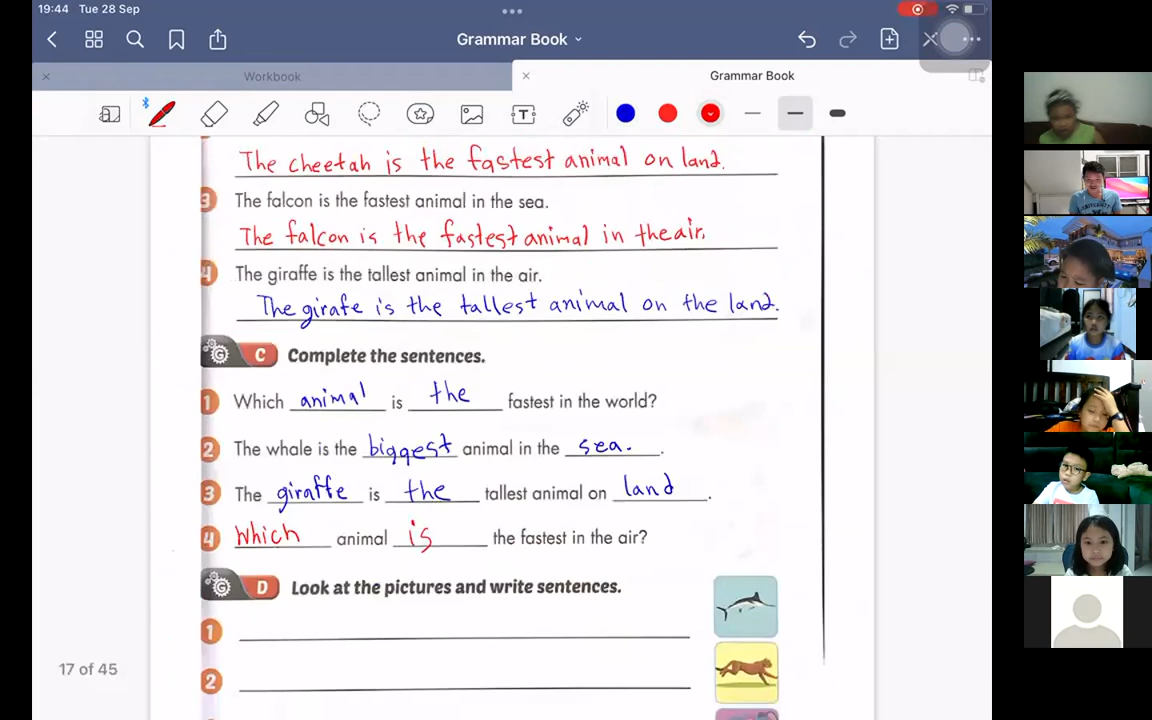 19:44 Tue 28 Sep
Grammar Book
Workbook
Grammar Book
The cheetah is the fastest animal on land.
3 The falcon is the fastest animal in the sea.
The falcon is the fastest animal in the air.
4 The giraffe is the tallest animal in the air.
The girafe is the tallest animal on the land.
G C Complete the sentences.
1 Which animal is the fastest in the world?
2 The whale is the biggest animal in the sea. .
3 The giraffe is the tallest animal on land .
4 Which animal is the fastest in the air?
G D Look at the pictures and write sentences.
1
2
17 of 45